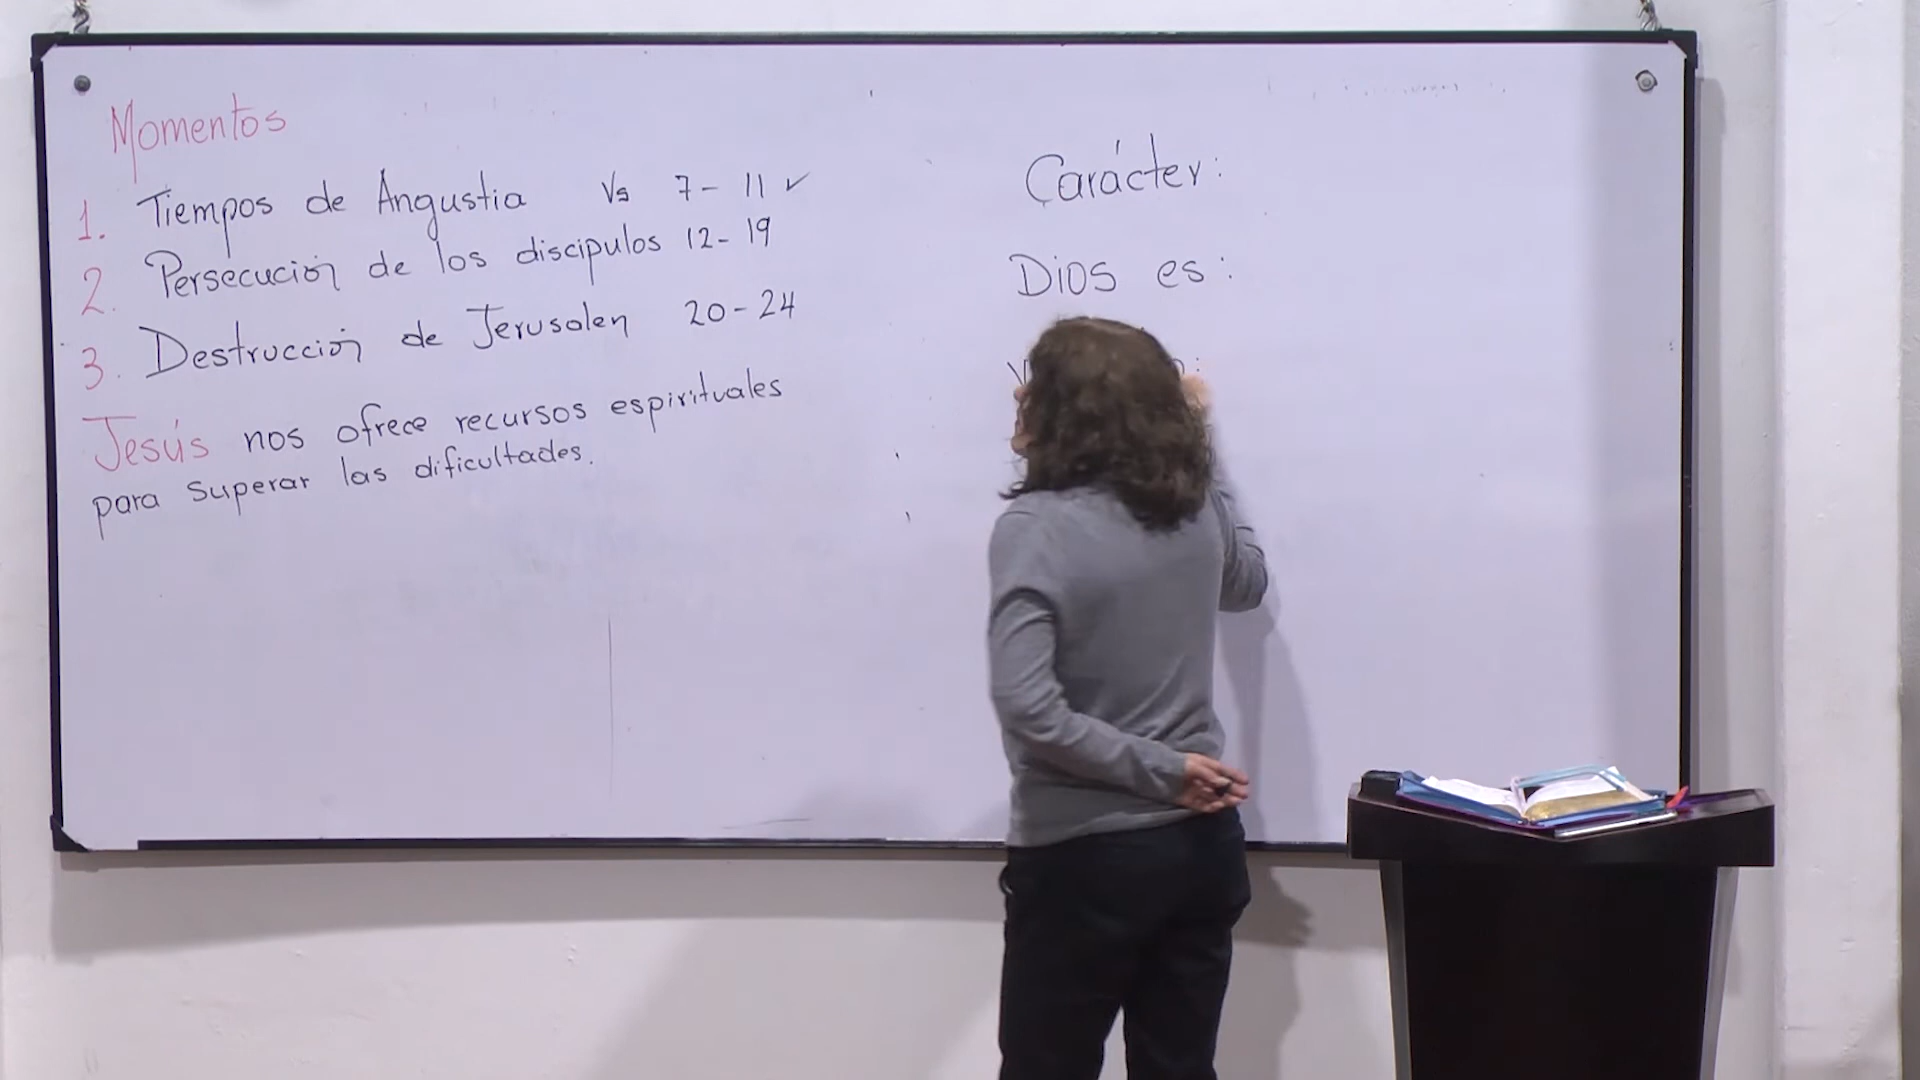 Momentos
1. Tiempos de Angustia Vs 7- 11 ✓
2. Persecución de los discipulos 12- 19
3. Destrucción de Jerusalen 20-24
Jesús nos ofrece recursos espirituales
para superar las dificultades.
Carácter:
Dios es: